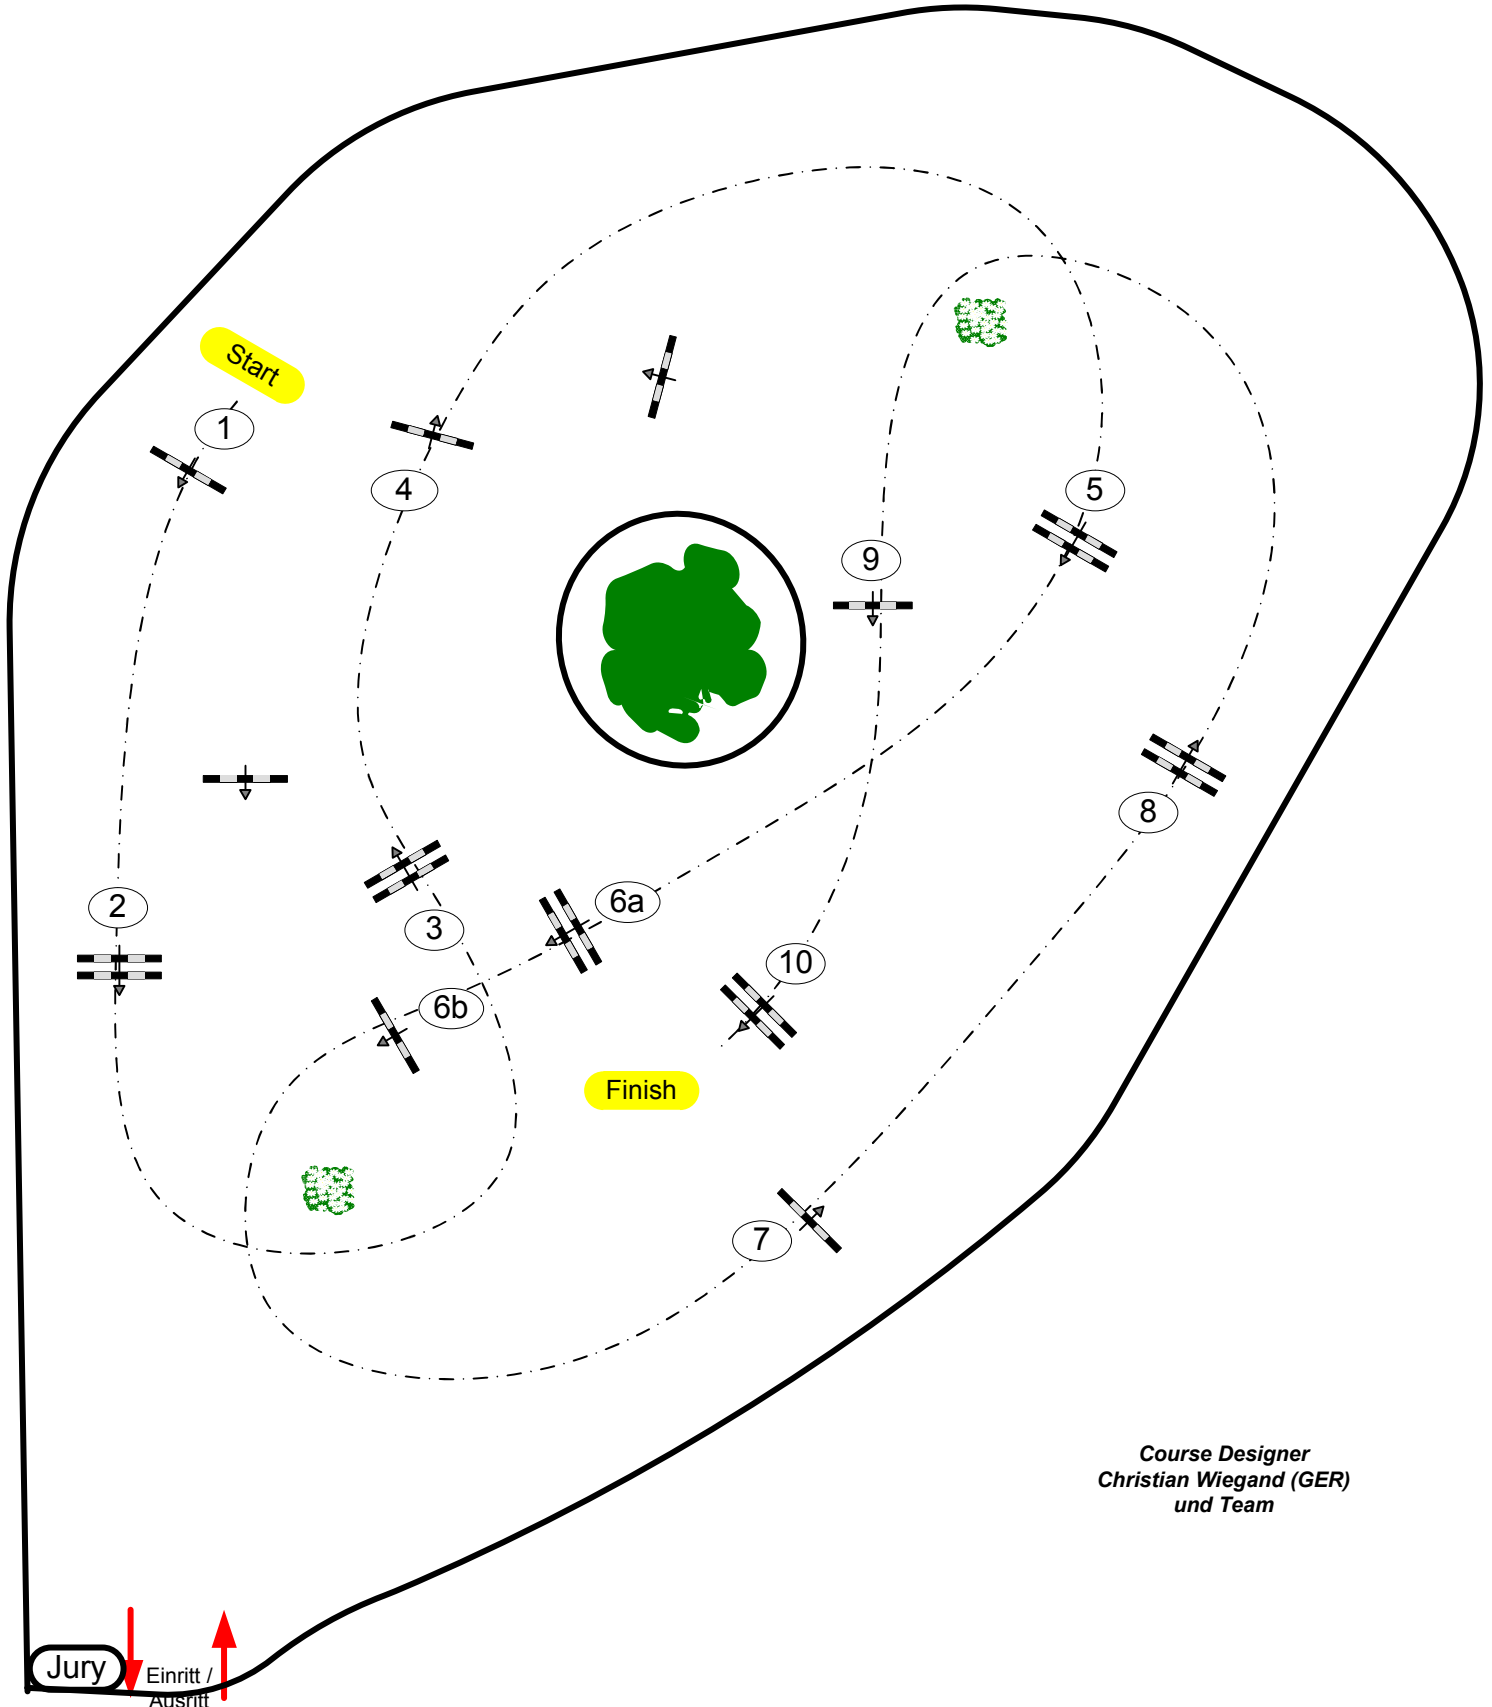 Start
1
4
5
9
8
2
6a
3
10
6b
Finish
7
Course Designer
Christian Wiegand (GER)
und Team
Jury
Einritt /
Ausritt